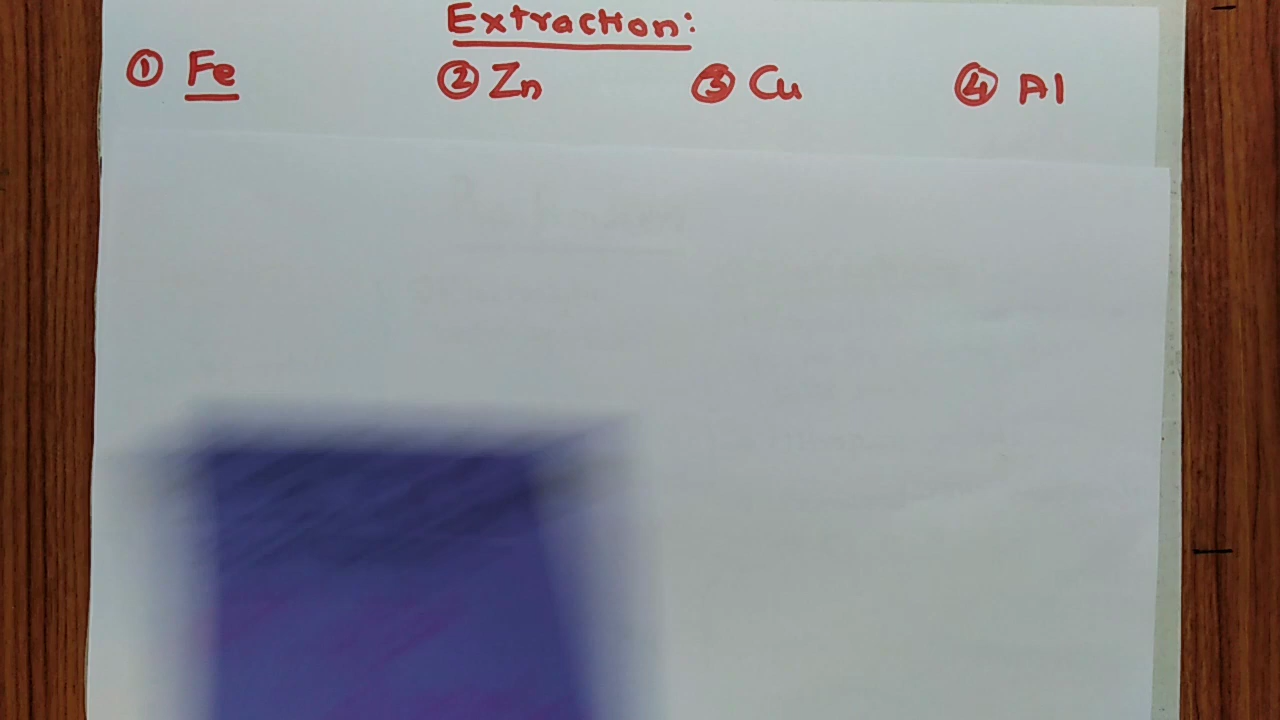 Extraction:
① Fe ② Zn ③ Cu ④ Al